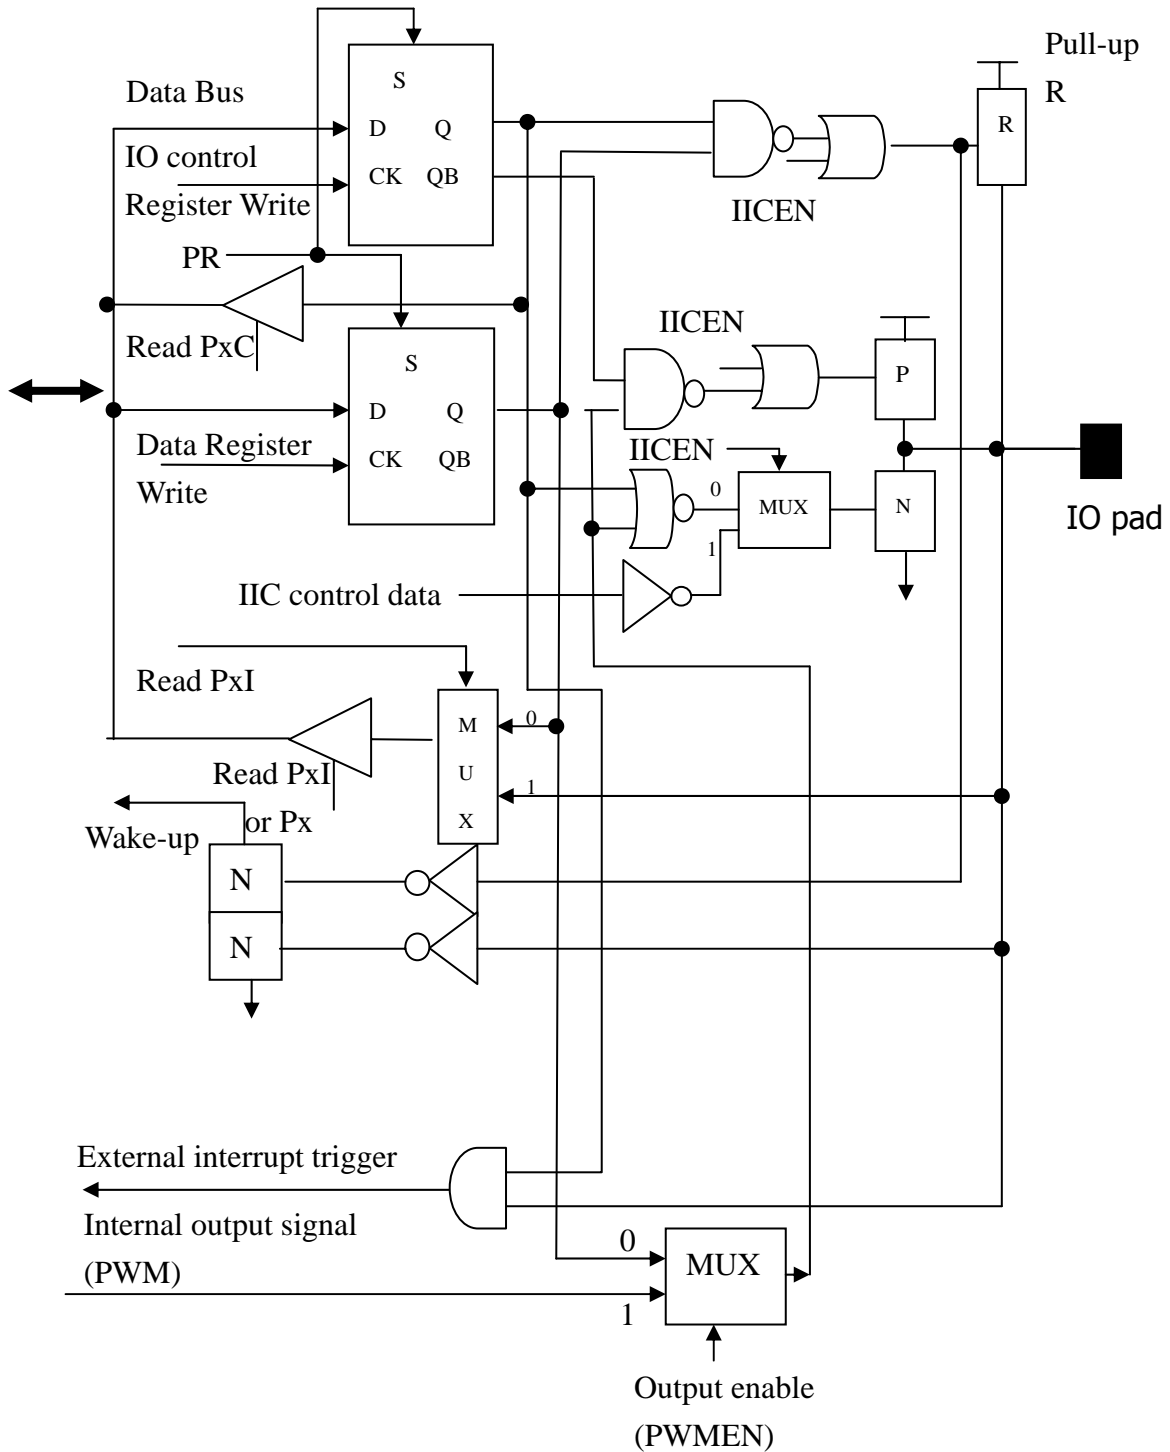 Pull-up
R
S
Data Bus
D Q
R
IO control
CK QB
Register Write
IICEN
PR
IICEN
Read PxC
S
P
D Q
Data Register
IICEN
CK QB
Write
0
MUX
N
IO pad
1
IIC control data
Read PxI
M
0
U
Read PxI
1
or Px
X
Wake-up
N
N
External interrupt trigger
Internal output signal
0
(PWM)
MUX
1
Output enable
(PWMEN)